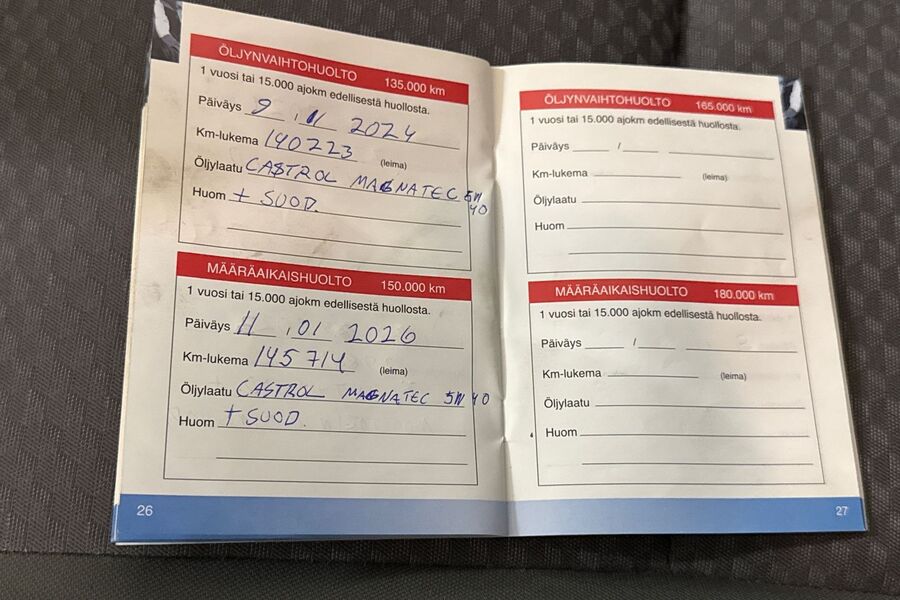 ÖLJYNVAIHTOHUOLTO 135.000 km
1 vuosi tai 15.000 ajokm edellisestä huollosta.
Päiväys 9 . 11 2024
Km-lukema 140223
(leima)
Öljylaatu CASTROL MAGNATEC 5W
40
Huom + SUOD.
MÄÄRÄAIKAISHUOLTO 150.000 km
1 vuosi tai 15.000 ajokm edellisestä huollosta.
Päiväys 11 . 01 2026
Km-lukema 145714
(leima)
Öljylaatu CASTROL MAGNATEC 5W40
Huom + SUOD.
26
ÖLJYNVAIHTOHUOLTO 165.000 km
1 vuosi tai 15.000 ajokm edellisestä huollosta.
Päiväys /
Km-lukema (leima)
Öljylaatu
Huom
MÄÄRÄAIKAISHUOLTO 180.000 km
1 vuosi tai 15.000 ajokm edellisestä huollosta.
Päiväys /
Km-lukema (leima)
Öljylaatu
Huom
27